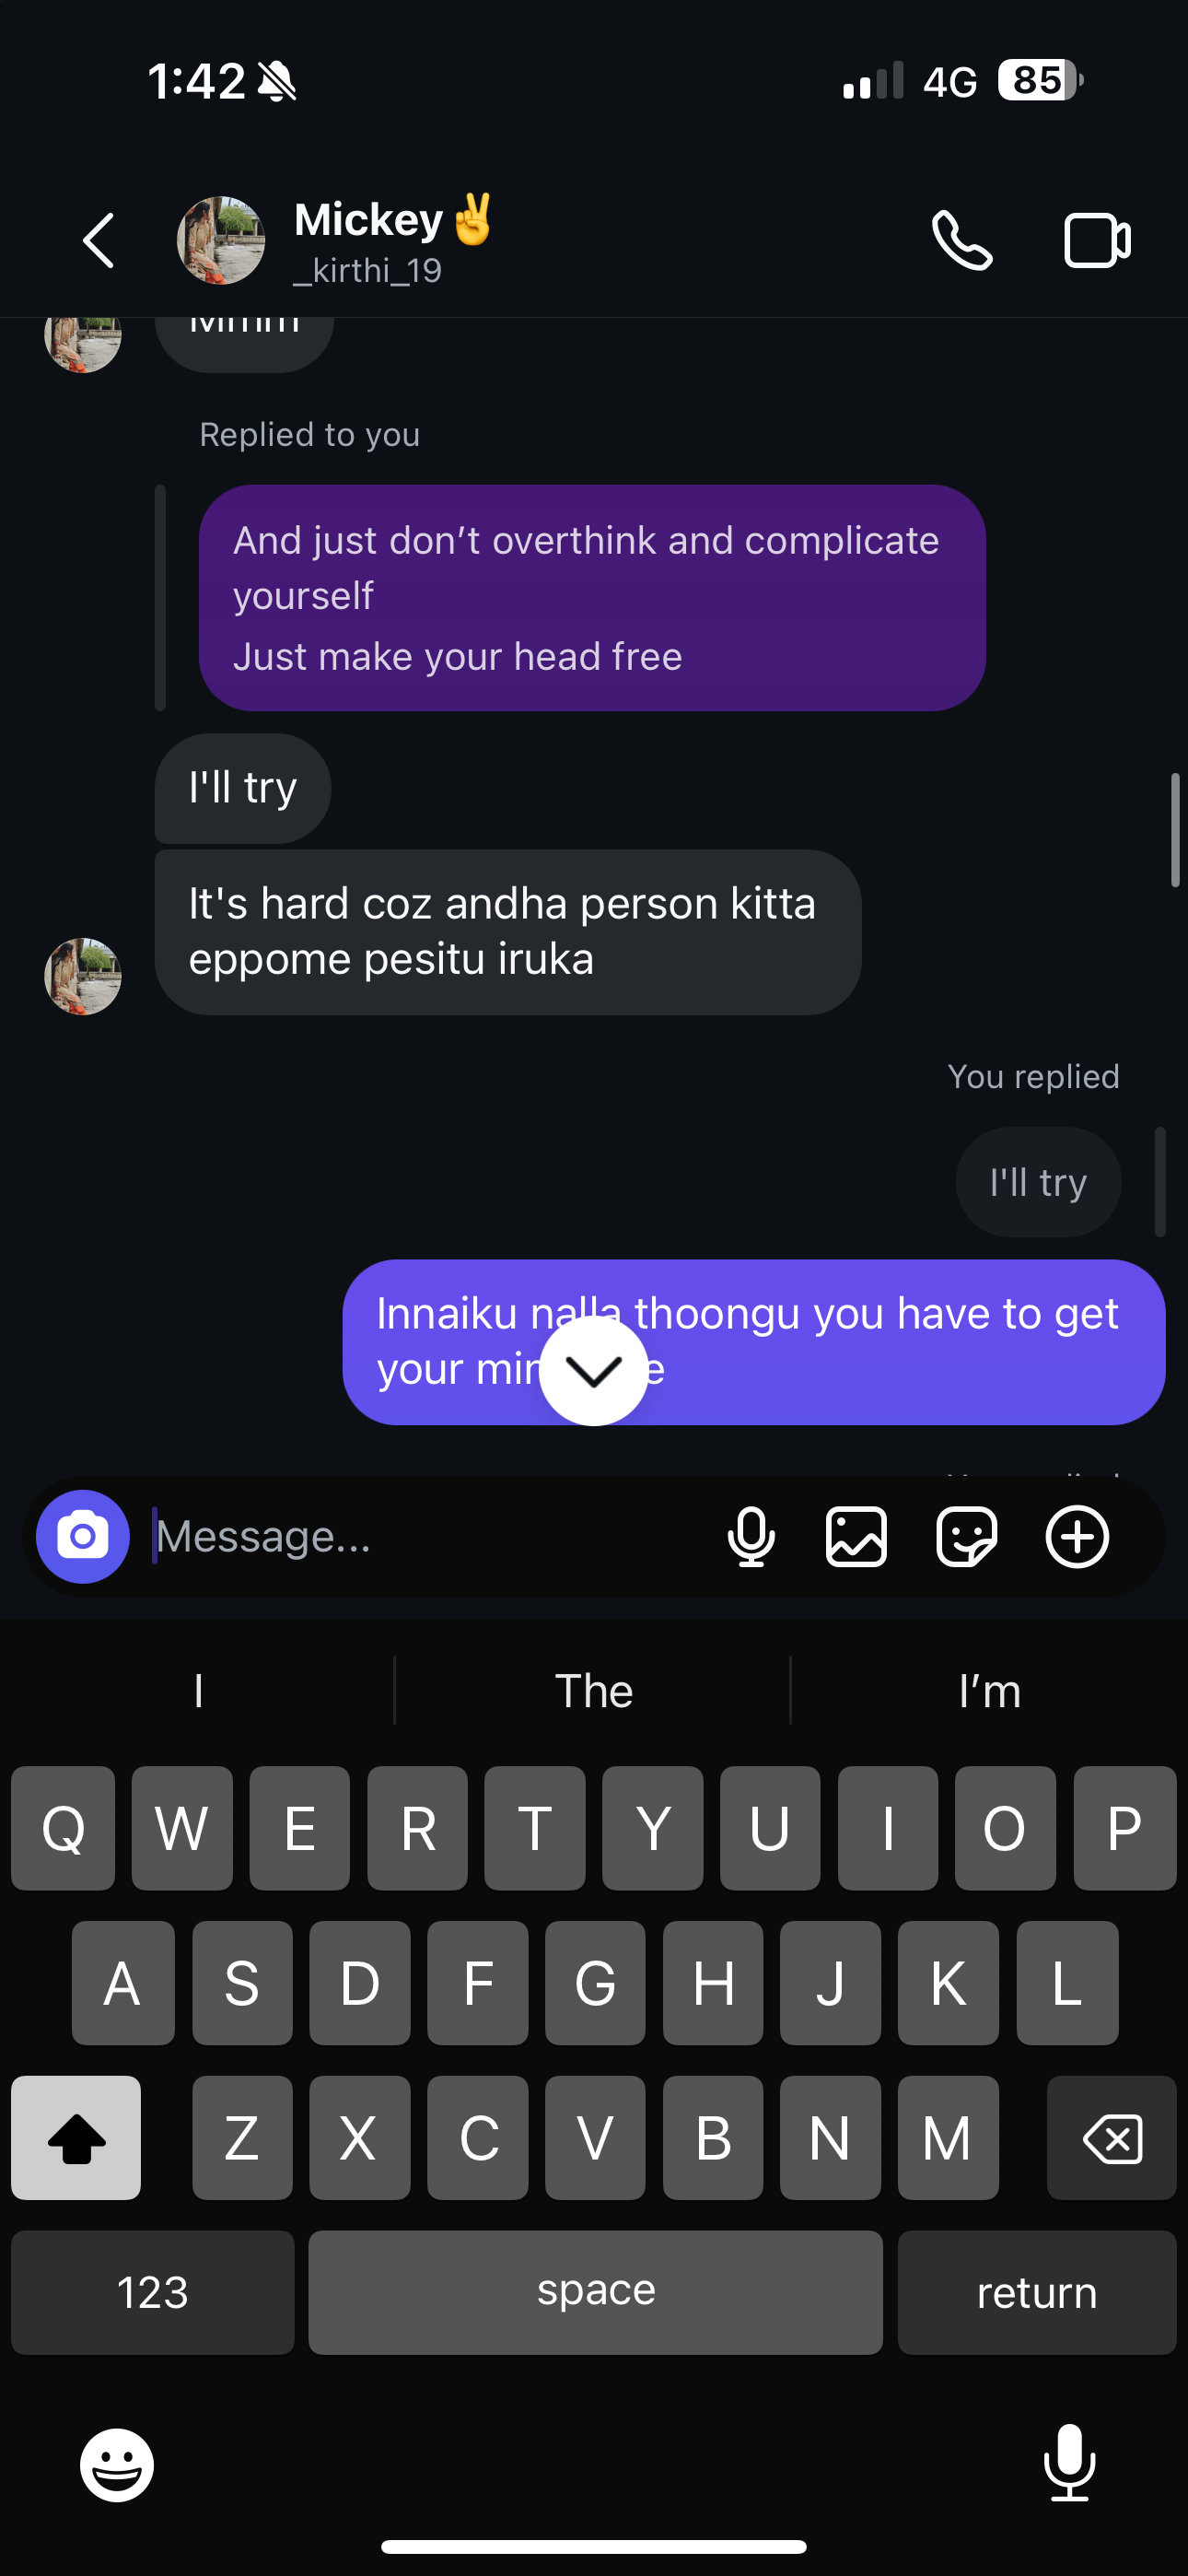 1:42
4G
85
Mickey✌️
_kirthi_19
Mmm
Replied to you
And just don’t overthink and complicate
yourself
Just make your head free
I'll try
It's hard coz andha person kitta
eppome pesitu iruka
You replied
I'll try
Innaiku nalla thoongu you have to get
your
Message...
I The I’m
Q W E R T Y U I O P
A S D F G H J K L
Z X C V B N M
123 space return